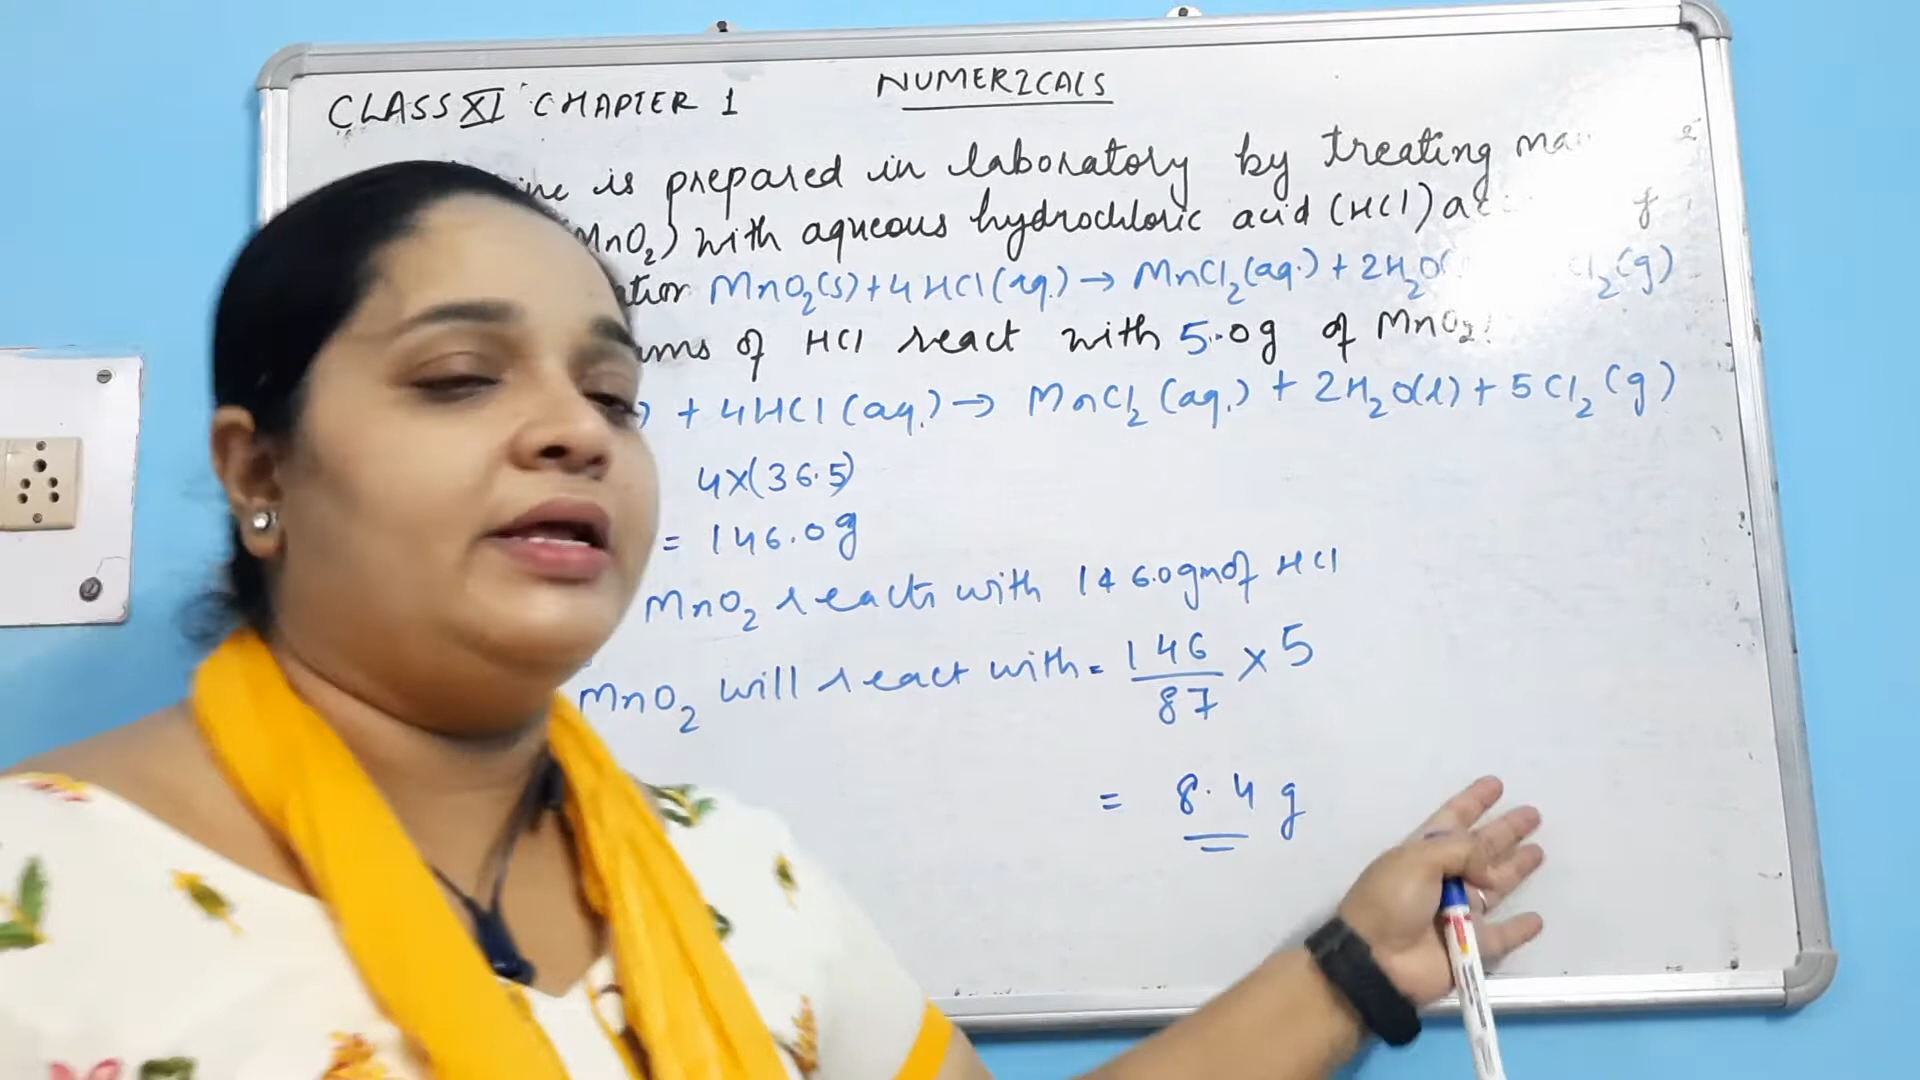 CLASS XI CHAPTER 1 NUMERICALS
is prepared in laboratory by treating
MnO₂) with aqueous hydrochloric acid (HCl)
MnO₂(s)+4HCl(aq.) → MnCl₂(aq.) + 2H₂O Cl₂(g)
of HCl react with 5.0g of MnO₂?
+ 4HCl (aq.) → MnCl₂ (aq.) + 2H₂O(l) + 5Cl₂ (g)
4×(36.5)
= 146.0g
MnO₂ reacts with 146.0gm of HCl
MnO₂ will react with = 146/87 × 5
= 8.4 g